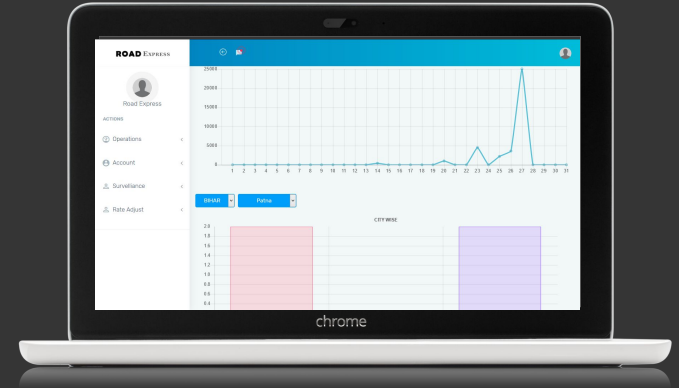 ROAD EXPRESS
Road Express
ACTIONS
Operations
Account
Survelliance
Rate Adjust
25000
20000
15000
10000
5000
0
1 2 3 4 5 6 7 8 9 10 11 12 13 14 15 16 17 18 19 20 21 22 23 24 25 26 27 28 29 30 31
BIHAR Patna
CITY WISE
2.0
1.8
1.6
1.4
1.2
1.0
0.8
0.6
0.4
chrome